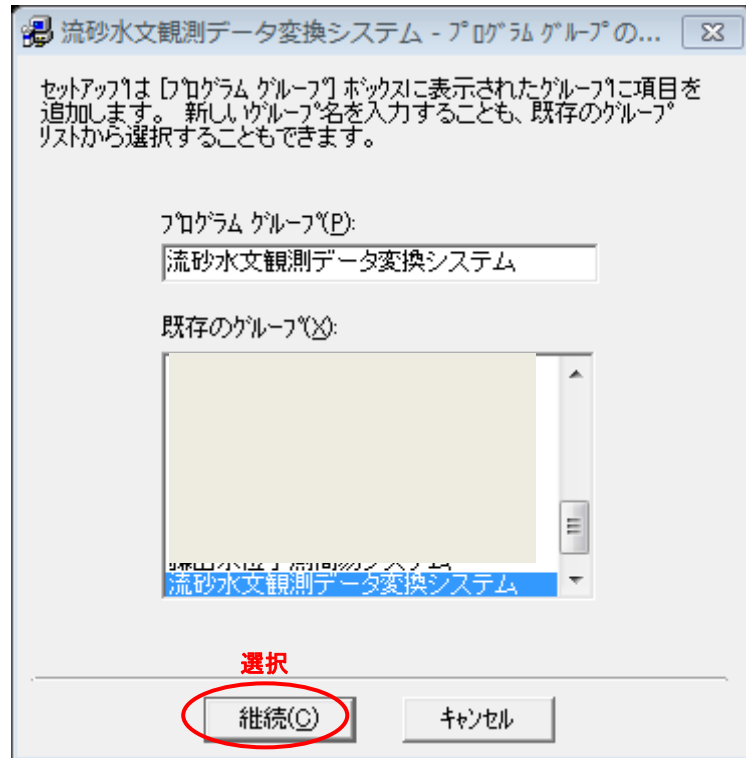 流砂水文観測データ変換システム - ﾌﾟﾛｸﾞﾗﾑ ｸﾞﾙｰﾌﾟの...
ｾｯﾄｱｯﾌﾟは [ﾌﾟﾛｸﾞﾗﾑ ｸﾞﾙｰﾌﾟ] ﾎﾞｯｸｽに表示されたｸﾞﾙｰﾌﾟに項目を
追加します。 新しいｸﾞﾙｰﾌﾟ名を入力することも、既存のｸﾞﾙｰﾌﾟ
ﾘｽﾄから選択することもできます。
ﾌﾟﾛｸﾞﾗﾑ ｸﾞﾙｰﾌﾟ(P):
流砂水文観測データ変換システム
既存のｸﾞﾙｰﾌﾟ(X):
流砂水文観測データ変換システム
選択
継続(C)
ｷｬﾝｾﾙ